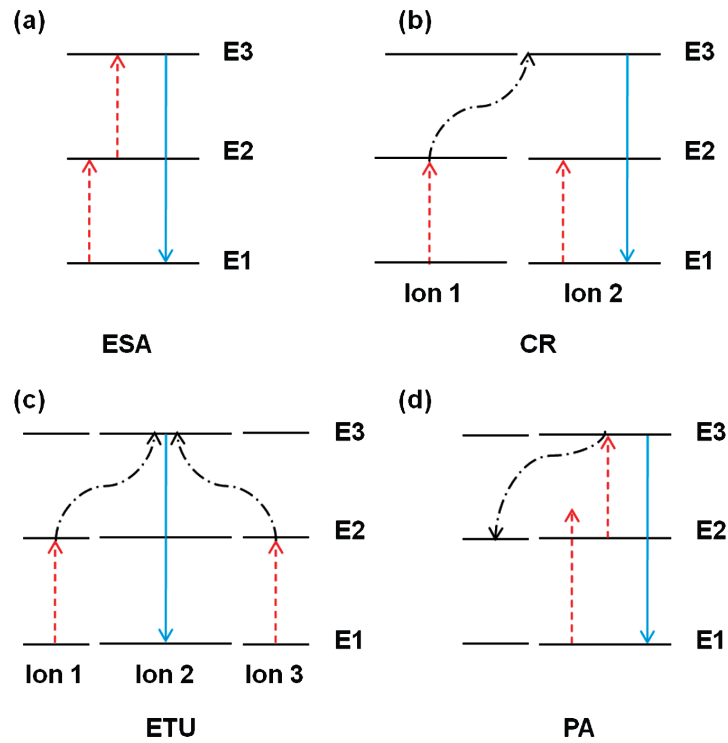 (a)
E3
E2
E1
ESA
(b)
E3
E2
E1
Ion 1
Ion 2
CR
(c)
E3
E2
E1
Ion 1
Ion 2
Ion 3
ETU
(d)
E3
E2
E1
PA